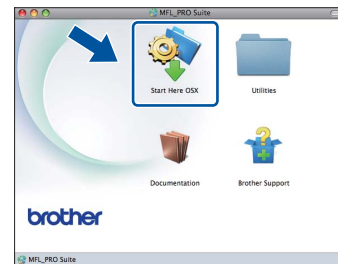 MFL_PRO Suite
Start Here OSX
Utilities
Documentation
Brother Support
brother
MFL_PRO Suite